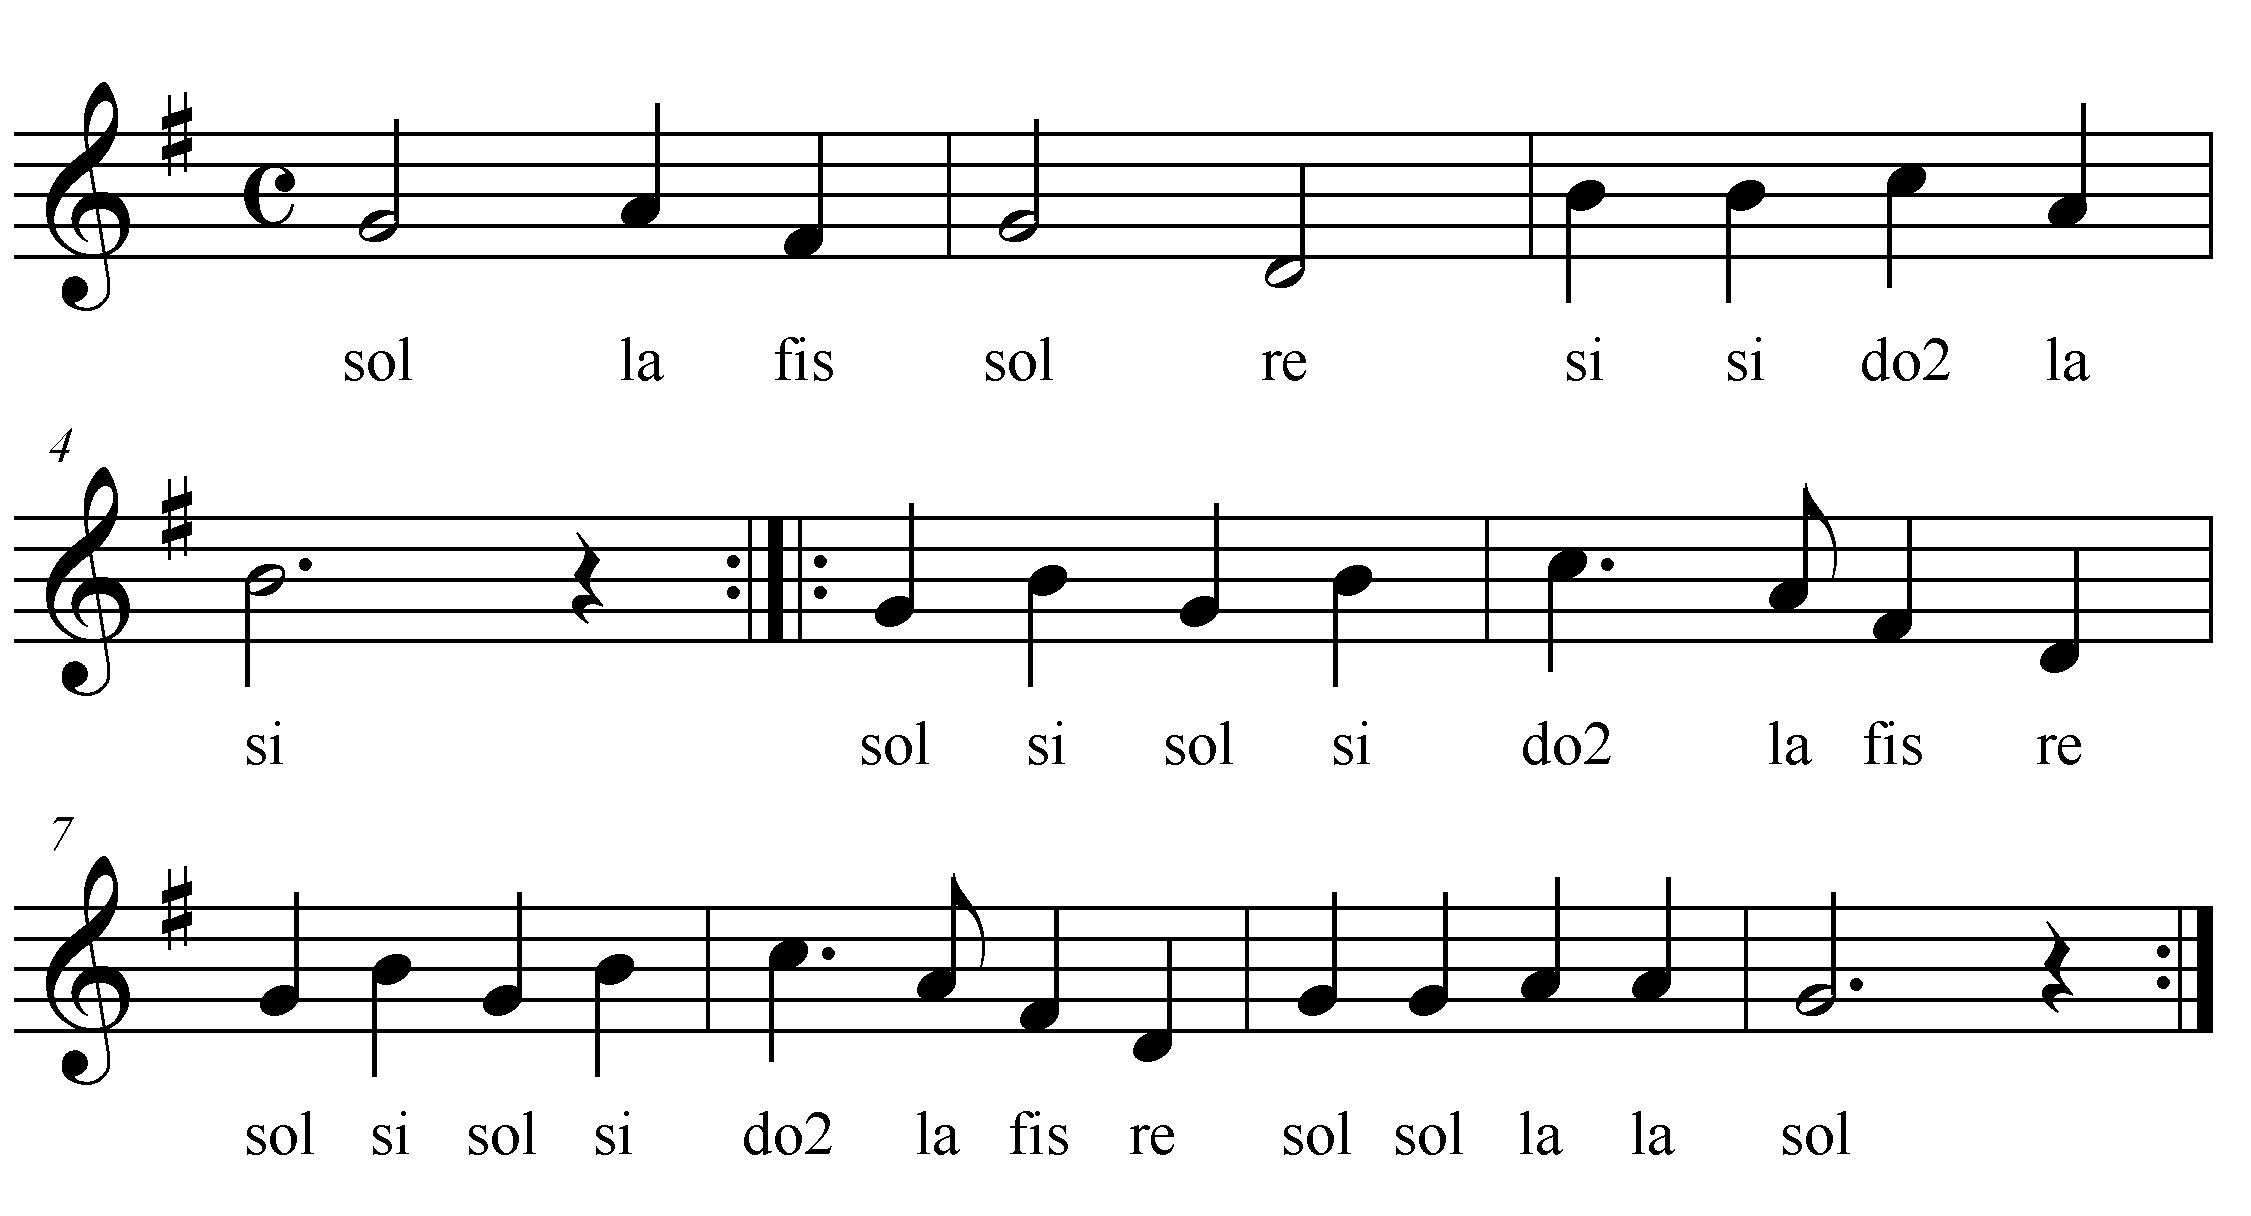 sol la fis sol re si si do2 la
4
si sol si sol si do2 la fis re
7
sol si sol si do2 la fis re sol sol la la sol